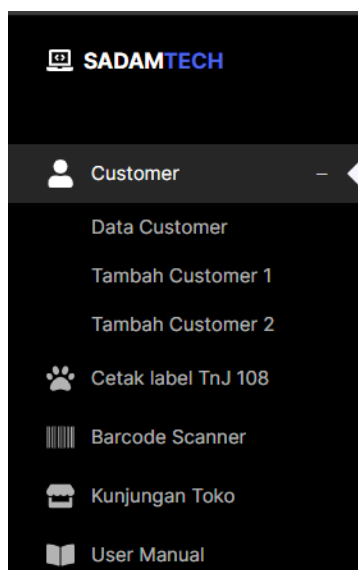 SADAMTECH
Customer
Data Customer
Tambah Customer 1
Tambah Customer 2
Cetak label TnJ 108
Barcode Scanner
Kunjungan Toko
User Manual